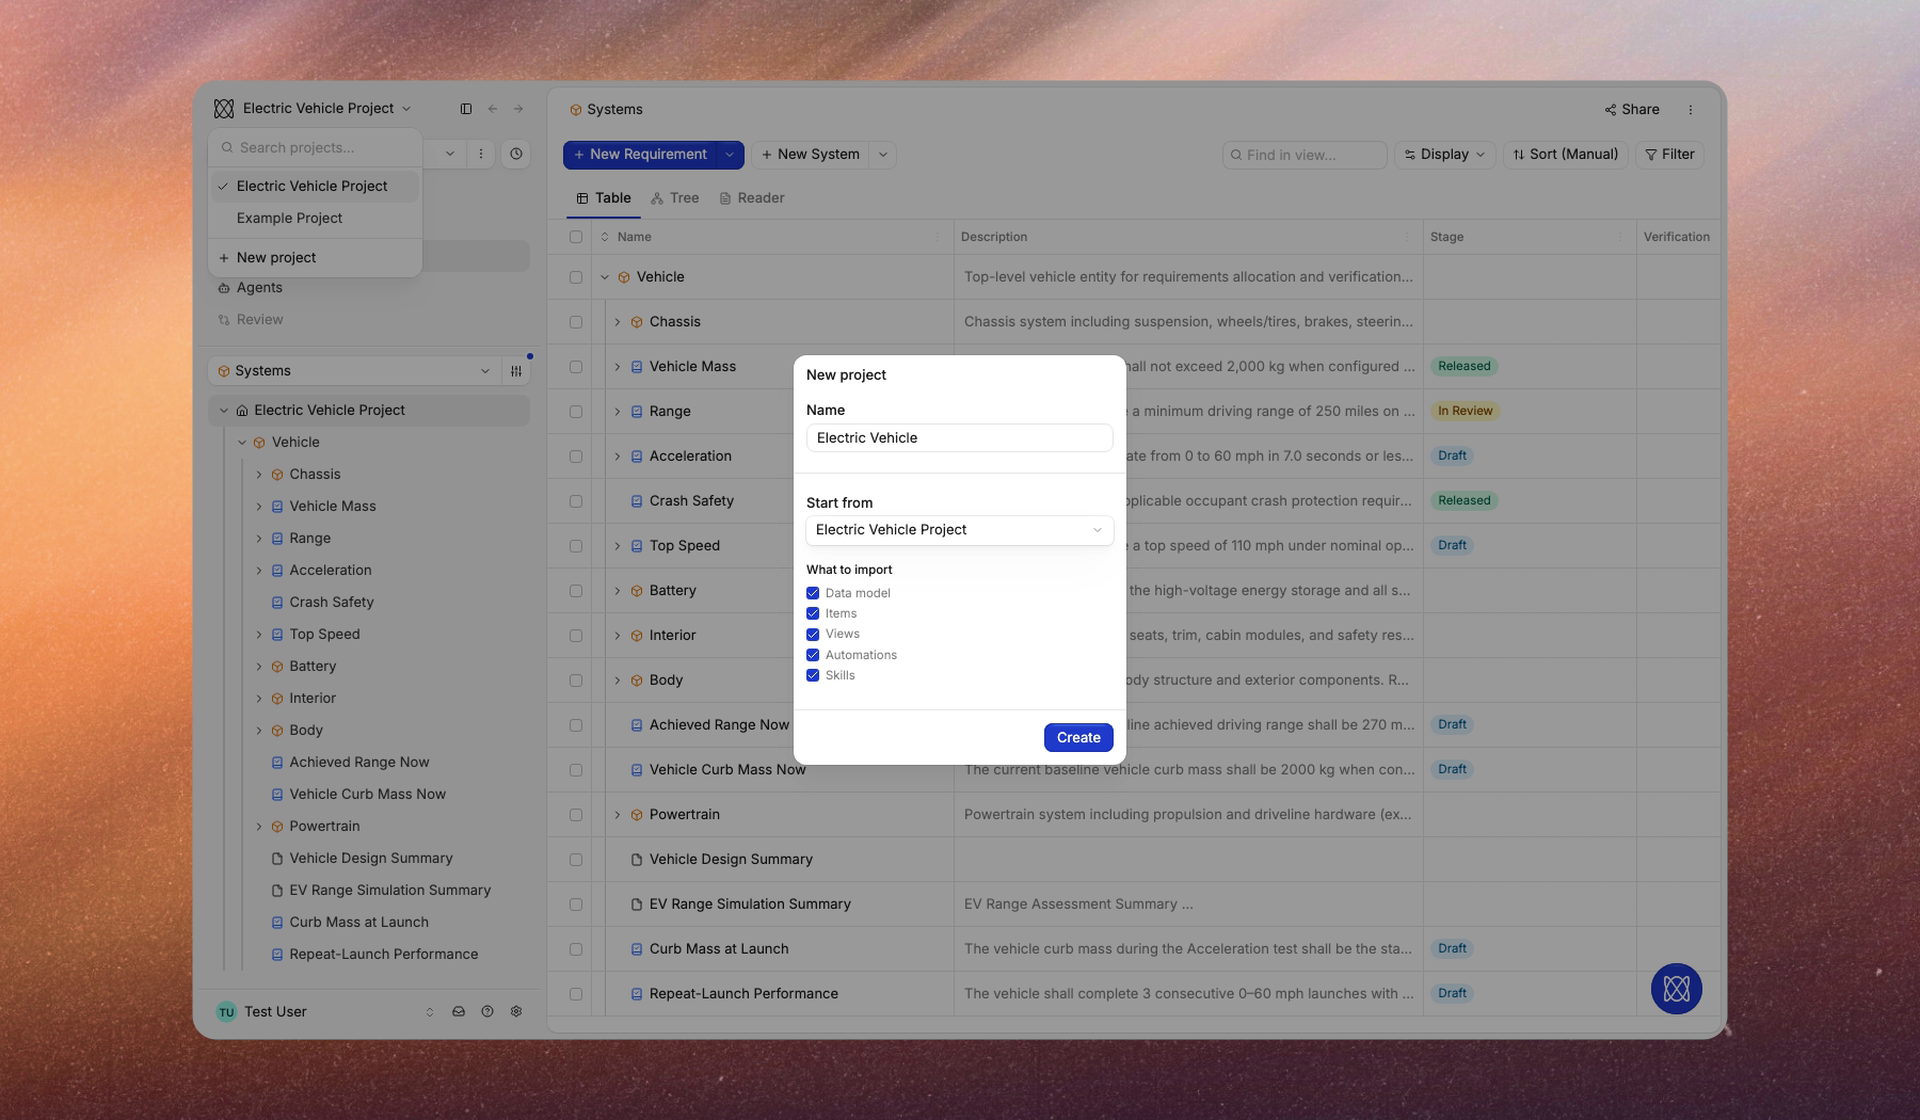 Electric Vehicle Project
Search projects...
Electric Vehicle Project
Example Project
New project
Agents
Review
Systems
Electric Vehicle Project
Vehicle
Chassis
Vehicle Mass
Range
Acceleration
Crash Safety
Top Speed
Battery
Interior
Body
Achieved Range Now
Vehicle Curb Mass Now
Powertrain
Vehicle Design Summary
EV Range Simulation Summary
Curb Mass at Launch
Repeat-Launch Performance
TU Test User
Systems
Share
New Requirement
New System
Find in view...
Display
Sort (Manual)
Filter
Table
Tree
Reader
Name Description Stage Verification
Vehicle Top-level vehicle entity for requirements allocation and verification...
Chassis Chassis system including suspension, wheels/tires, brakes, steerin...
Vehicle Mass not exceed 2,000 kg when configured ... Released
Range a minimum driving range of 250 miles on ... In Review
Acceleration from 0 to 60 mph in 7.0 seconds or les... Draft
Crash Safety occupant crash protection requir... Released
Top Speed a top speed of 110 mph under nominal op... Draft
Battery the high-voltage energy storage and all s...
Interior seats, trim, cabin modules, and safety res...
Body structure and exterior components. R...
Achieved Range Now achieved driving range shall be 270 m... Draft
Vehicle Curb Mass Now The current baseline vehicle curb mass shall be 2000 kg when con... Draft
Powertrain Powertrain system including propulsion and driveline hardware (ex...
Vehicle Design Summary
EV Range Simulation Summary EV Range Assessment Summary ...
Curb Mass at Launch The vehicle curb mass during the Acceleration test shall be the sta... Draft
Repeat-Launch Performance The vehicle shall complete 3 consecutive 0–60 mph launches with ... Draft
New project
Name
Electric Vehicle
Start from
Electric Vehicle Project
What to import
Data model
Items
Views
Automations
Skills
Create